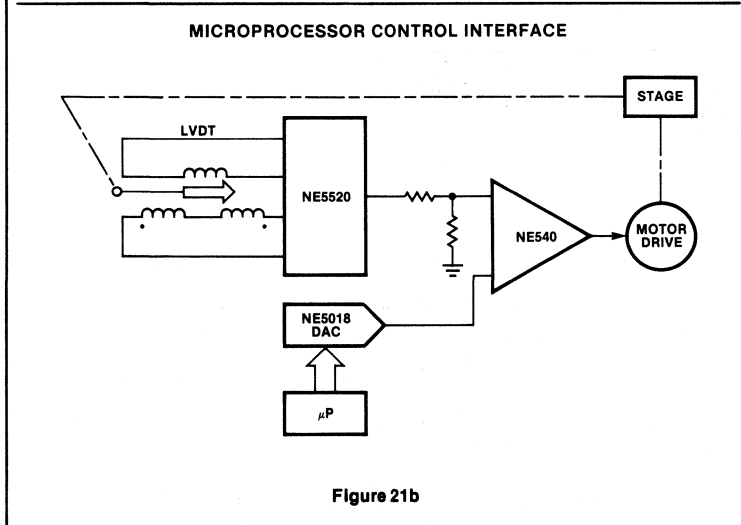 MICROPROCESSOR CONTROL INTERFACE
STAGE
LVDT
NE5520
NE540
MOTOR
DRIVE
NE5018
DAC
μP
Figure 21b